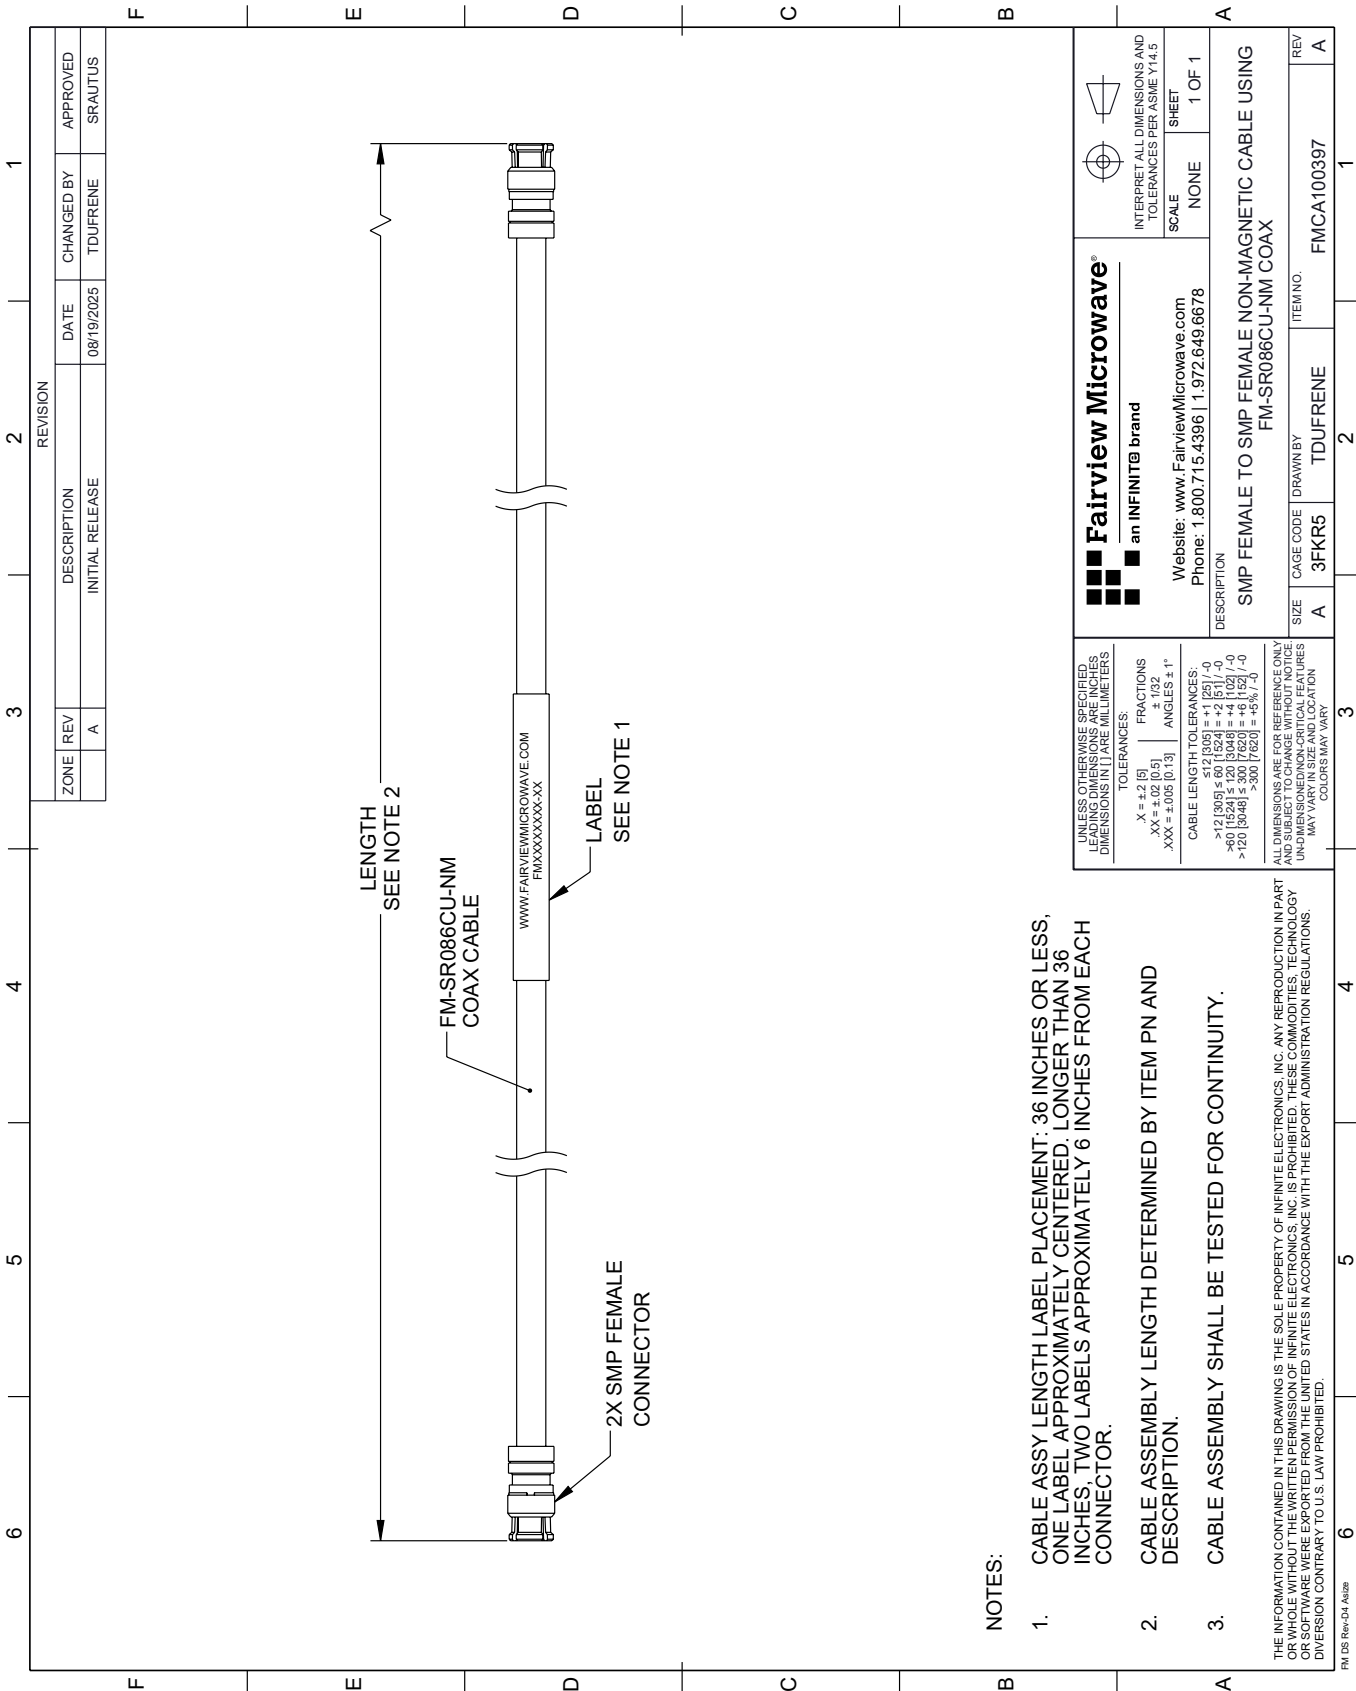 6
5
4
3
2
1
F
E
D
C
B
A
REVISION
ZONE REV DESCRIPTION DATE CHANGED BY APPROVED
A INITIAL RELEASE 08/19/2025 TDUFRENE SRAUTUS
LENGTH
SEE NOTE 2
FM-SR086CU-NM
COAX CABLE
WWW.FAIRVIEWMICROWAVE.COM
FMXXXXXXXX-XX
LABEL
SEE NOTE 1
2X SMP FEMALE
CONNECTOR
NOTES:
1. CABLE ASSY LENGTH LABEL PLACEMENT: 36 INCHES OR LESS,
ONE LABEL APPROXIMATELY CENTERED. LONGER THAN 36
INCHES, TWO LABELS APPROXIMATELY 6 INCHES FROM EACH
CONNECTOR.
2. CABLE ASSEMBLY LENGTH DETERMINED BY ITEM PN AND
DESCRIPTION.
3. CABLE ASSEMBLY SHALL BE TESTED FOR CONTINUITY.
THE INFORMATION CONTAINED IN THIS DRAWING IS THE SOLE PROPERTY OF INFINITE ELECTRONICS, INC. ANY REPRODUCTION IN PART
OR WHOLE WITHOUT THE WRITTEN PERMISSION OF INFINITE ELECTRONICS, INC. IS PROHIBITED. THESE COMMODITIES, TECHNOLOGY
OR SOFTWARE WERE EXPORTED FROM THE UNITED STATES IN ACCORDANCE WITH THE EXPORT ADMINISTRATION REGULATIONS.
DIVERSION CONTRARY TO U.S. LAW PROHIBITED.
UNLESS OTHERWISE SPECIFIED
LEADING DIMENSIONS ARE INCHES
DIMENSIONS IN [ ] ARE MILLIMETERS
TOLERANCES:
.X = ±.2 [5]
.XX = ±.02 [0.5]
.XXX = ±.005 [0.13]
FRACTIONS
± 1/32
ANGLES ± 1°
CABLE LENGTH TOLERANCES:
≤12 [305] = +1 [25] / -0
>12 [305] ≤ 60 [1524] = +2 [51] / -0
>60 [1524] ≤ 120 [3048] = +4 [102] / -0
>120 [3048] ≤ 300 [7620] = +6 [152] / -0
>300 [7620] = +5% / -0
ALL DIMENSIONS ARE FOR REFERENCE ONLY
AND SUBJECT TO CHANGE WITHOUT NOTICE.
UN-DIMENSIONED/NON-CRITICAL FEATURES
MAY VARY IN SIZE AND LOCATION
COLORS MAY VARY
Fairview Microwave®
an INFINIT@ brand
Website: www.FairviewMicrowave.com
Phone: 1.800.715.4396 | 1.972.649.6678
INTERPRET ALL DIMENSIONS AND
TOLERANCES PER ASME Y14.5
SCALE
NONE
SHEET
1 OF 1
DESCRIPTION
SMP FEMALE TO SMP FEMALE NON-MAGNETIC CABLE USING
FM-SR086CU-NM COAX
SIZE
A
CAGE CODE
3FKR5
DRAWN BY
TDUFRENE
ITEM NO.
FMCA100397
REV
A
FM DS Rev-D4 Asize
6
5
4
3
2
1
F
E
D
C
B
A